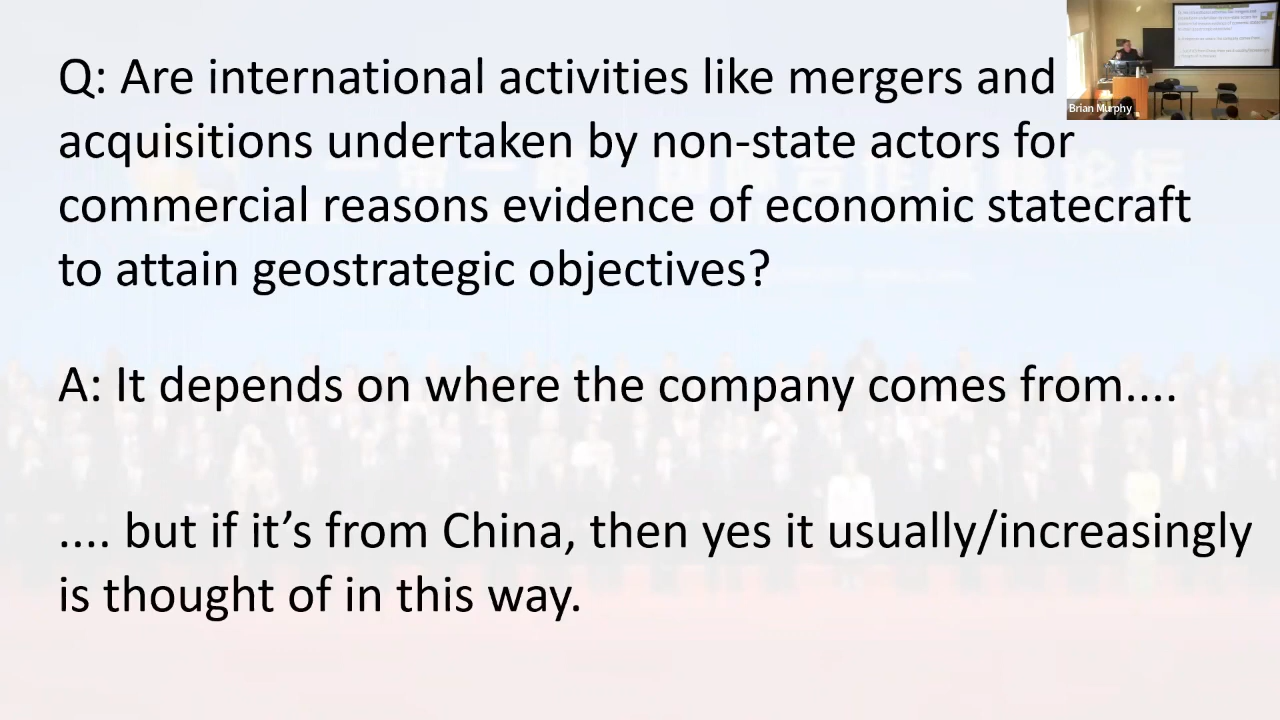 Q: Are international activities like mergers and
acquisitions undertaken by non-state actors for
commercial reasons evidence of economic statecraft
to attain geostrategic objectives?
A: It depends on where the company comes from....
.... but if it’s from China, then yes it usually/increasingly
is thought of in this way.
Brian Murphy